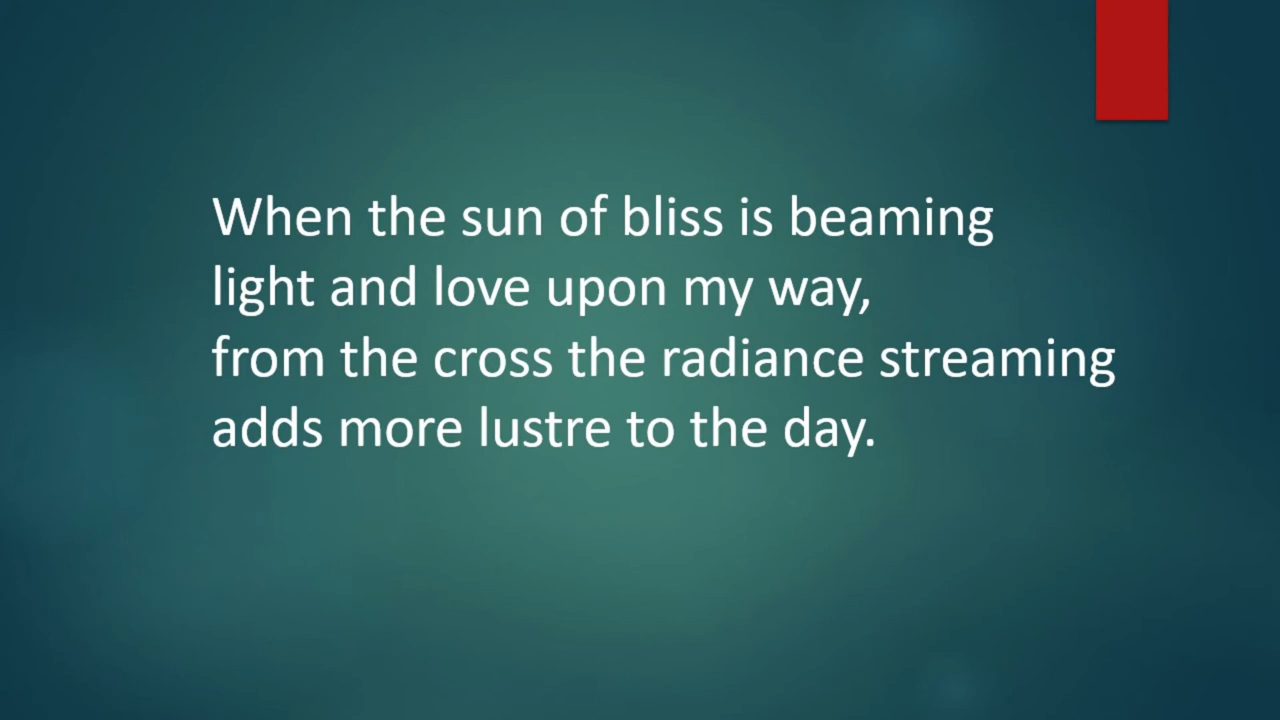 When the sun of bliss is beaming
light and love upon my way,
from the cross the radiance streaming
adds more lustre to the day.